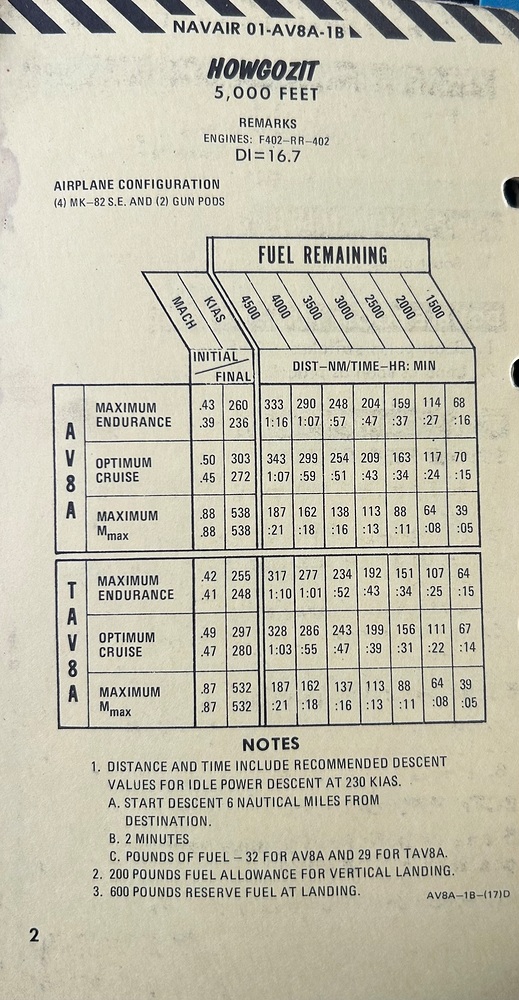 NAVAIR 01-AV8A-1B
HOWGOZIT
5,000 FEET
REMARKS
ENGINES: F402-RR-402
DI=16.7
AIRPLANE CONFIGURATION
(4) MK-82 S.E. AND (2) GUN PODS
FUEL REMAINING
MACH KIAS 4500 4000 3500 3000 2500 2000 1500
INITIAL
FINAL
DIST-NM/TIME-HR: MIN
AV8A
MAXIMUM .43 260 333 290 248 204 159 114 68
ENDURANCE .39 236 1:16 1:07 :57 :47 :37 :27 :16
OPTIMUM .50 303 343 299 254 209 163 117 70
CRUISE .45 272 1:07 :59 :51 :43 :34 :24 :15
MAXIMUM .88 538 187 162 138 113 88 64 39
Mmax .88 538 :21 :18 :16 :13 :11 :08 :05
TAV8A
MAXIMUM .42 255 317 277 234 192 151 107 64
ENDURANCE .41 248 1:10 1:01 :52 :43 :34 :25 :15
OPTIMUM .49 297 328 286 243 199 156 111 67
CRUISE .47 280 1:03 :55 :47 :39 :31 :22 :14
MAXIMUM .87 532 187 162 137 113 88 64 39
Mmax .87 532 :21 :18 :16 :13 :11 :08 :05
NOTES
1. DISTANCE AND TIME INCLUDE RECOMMENDED DESCENT
VALUES FOR IDLE POWER DESCENT AT 230 KIAS.
A. START DESCENT 6 NAUTICAL MILES FROM
DESTINATION.
B. 2 MINUTES
C. POUNDS OF FUEL – 32 FOR AV8A AND 29 FOR TAV8A.
2. 200 POUNDS FUEL ALLOWANCE FOR VERTICAL LANDING.
3. 600 POUNDS RESERVE FUEL AT LANDING.
AV8A-1B-(17)D
2